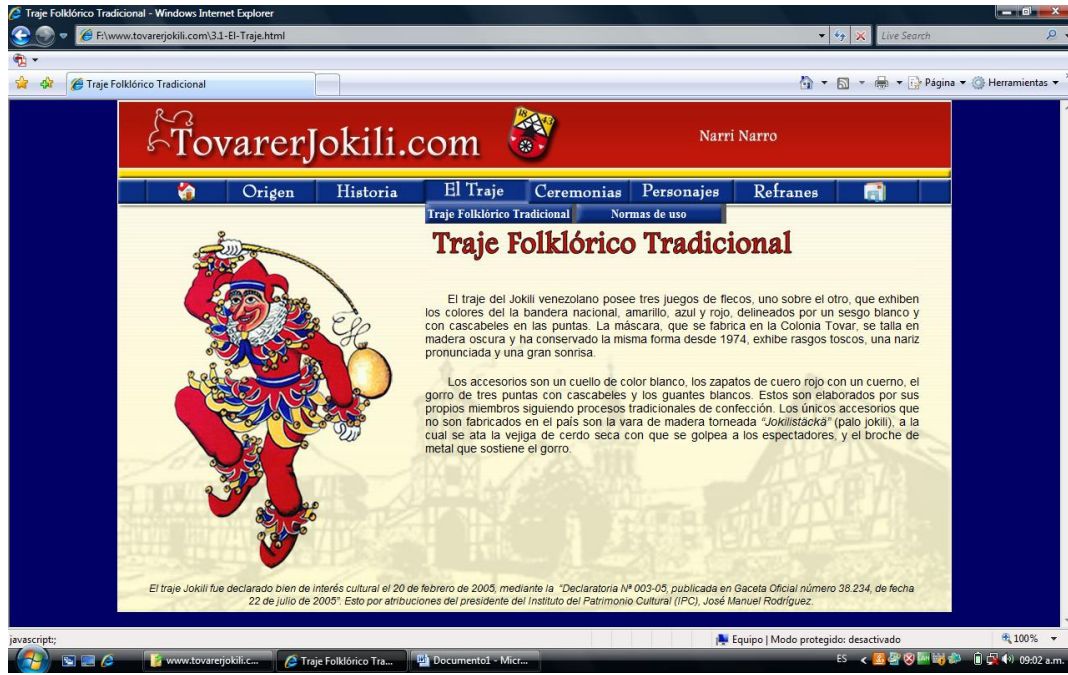 Traje Folklórico Tradicional - Windows Internet Explorer
F:\www.tovarerjokili.com\3.1-El-Traje.html
Live Search
Traje Folklórico Tradicional
Página
Herramientas
TovarerJokili.com
1843
Narri Narro
Origen Historia El Traje Ceremonias Personajes Refranes
Traje Folklórico Tradicional Normas de uso
Traje Folklórico Tradicional
El traje del Jokili venezolano posee tres juegos de flecos, uno sobre el otro, que exhiben
los colores del la bandera nacional, amarillo, azul y rojo, delineados por un sesgo blanco y
con cascabeles en las puntas. La máscara, que se fabrica en la Colonia Tovar, se talla en
madera oscura y ha conservado la misma forma desde 1974, exhibe rasgos toscos, una nariz
pronunciada y una gran sonrisa.
Los accesorios son un cuello de color blanco, los zapatos de cuero rojo con un cuerno, el
gorro de tres puntas con cascabeles y los guantes blancos. Estos son elaborados por sus
propios miembros siguiendo procesos tradicionales de confección. Los únicos accesorios que
no son fabricados en el país son la vara de madera torneada "Jokilistäckä" (palo jokili), a la
cual se ata la vejiga de cerdo seca con que se golpea a los espectadores, y el broche de
metal que sostiene el gorro.
El traje Jokili fue declarado bien de interés cultural el 20 de febrero de 2005, mediante la "Declaratoria Nº 003-05, publicada en Gaceta Oficial número 38.234, de fecha
22 de julio de 2005". Esto por atribuciones del presidente del Instituto del Patrimonio Cultural (IPC), José Manuel Rodríguez.
javascript:;
Equipo | Modo protegido: desactivado
100%
www.tovarerjokili.c...
Traje Folklórico Tra...
Documento1 - Micr...
ES
09:02 a.m.